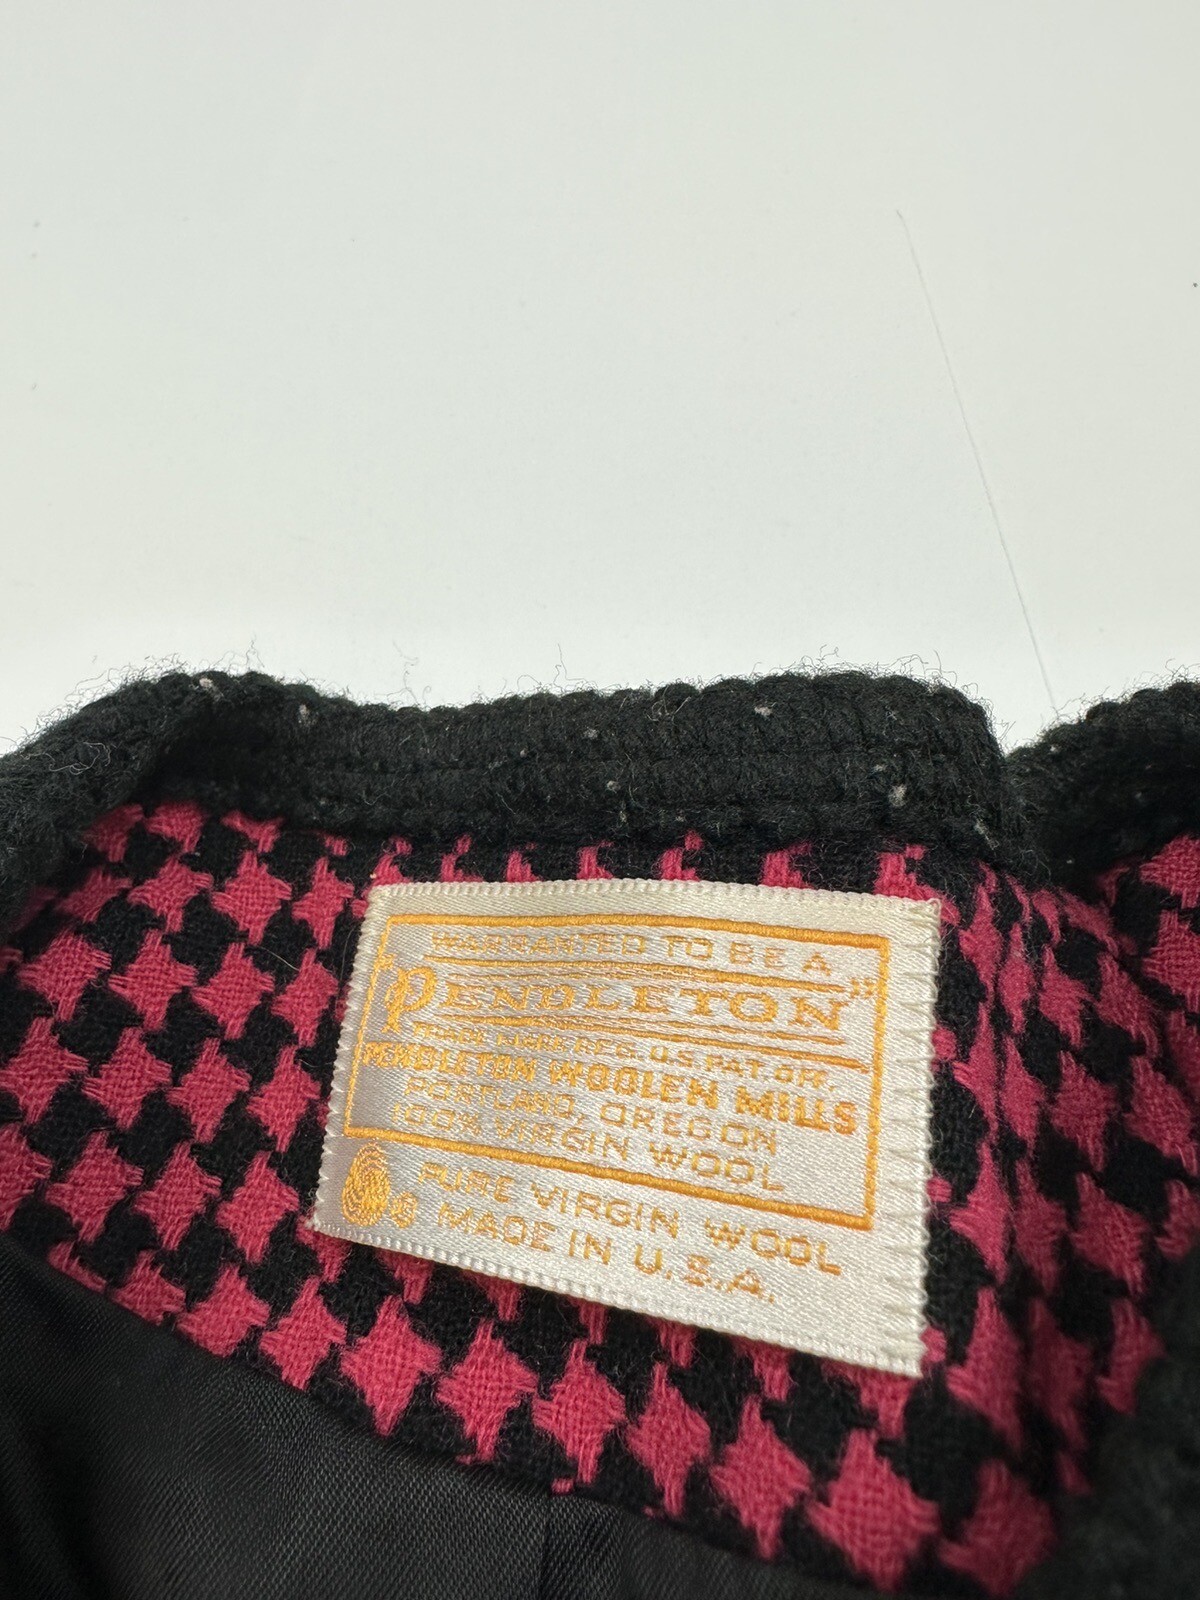 WARRANTED TO BE A
"PENDLETON"
TRADE MARK REG. U.S. PAT. OFF.
PENDLETON WOOLEN MILLS
PORTLAND, OREGON
100% VIRGIN WOOL
PURE VIRGIN WOOL
MADE IN U.S.A.